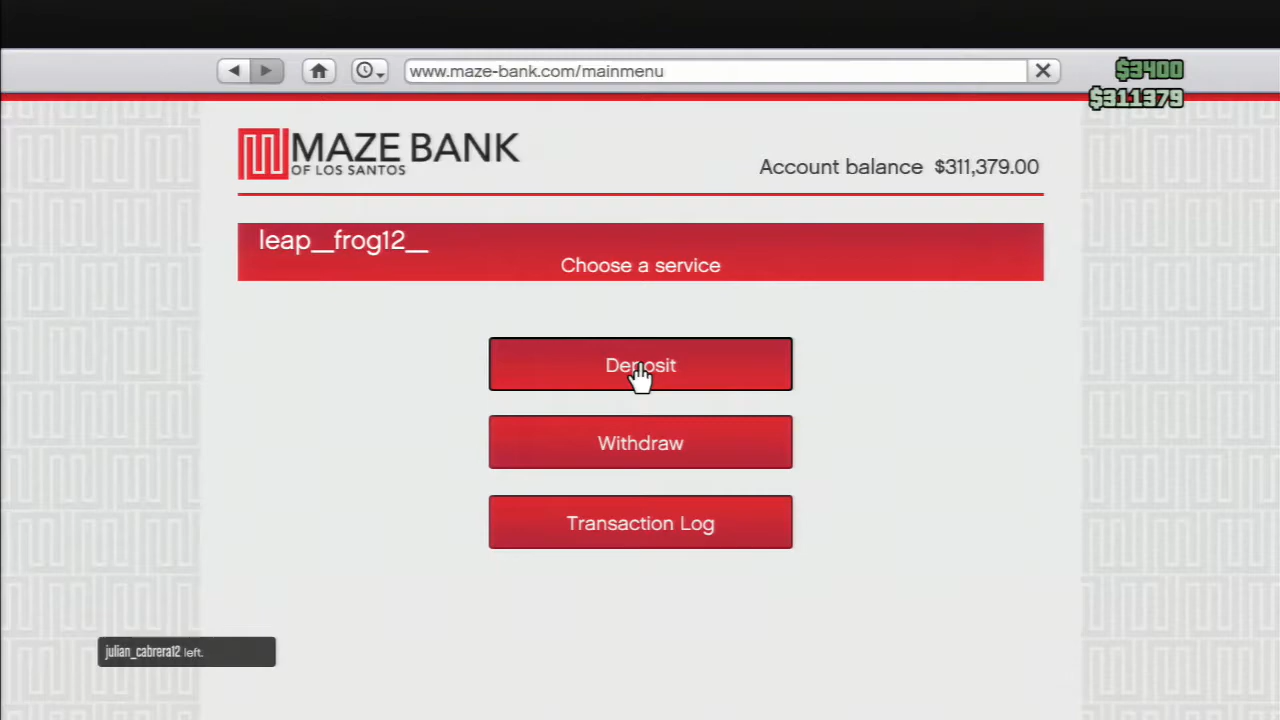 www.maze-bank.com/mainmenu
$3400
$311379
MAZE BANK
OF LOS SANTOS
Account balance $311,379.00
leap__frog12__
Choose a service
Deposit
Withdraw
Transaction Log
julian_cabrera12 left.